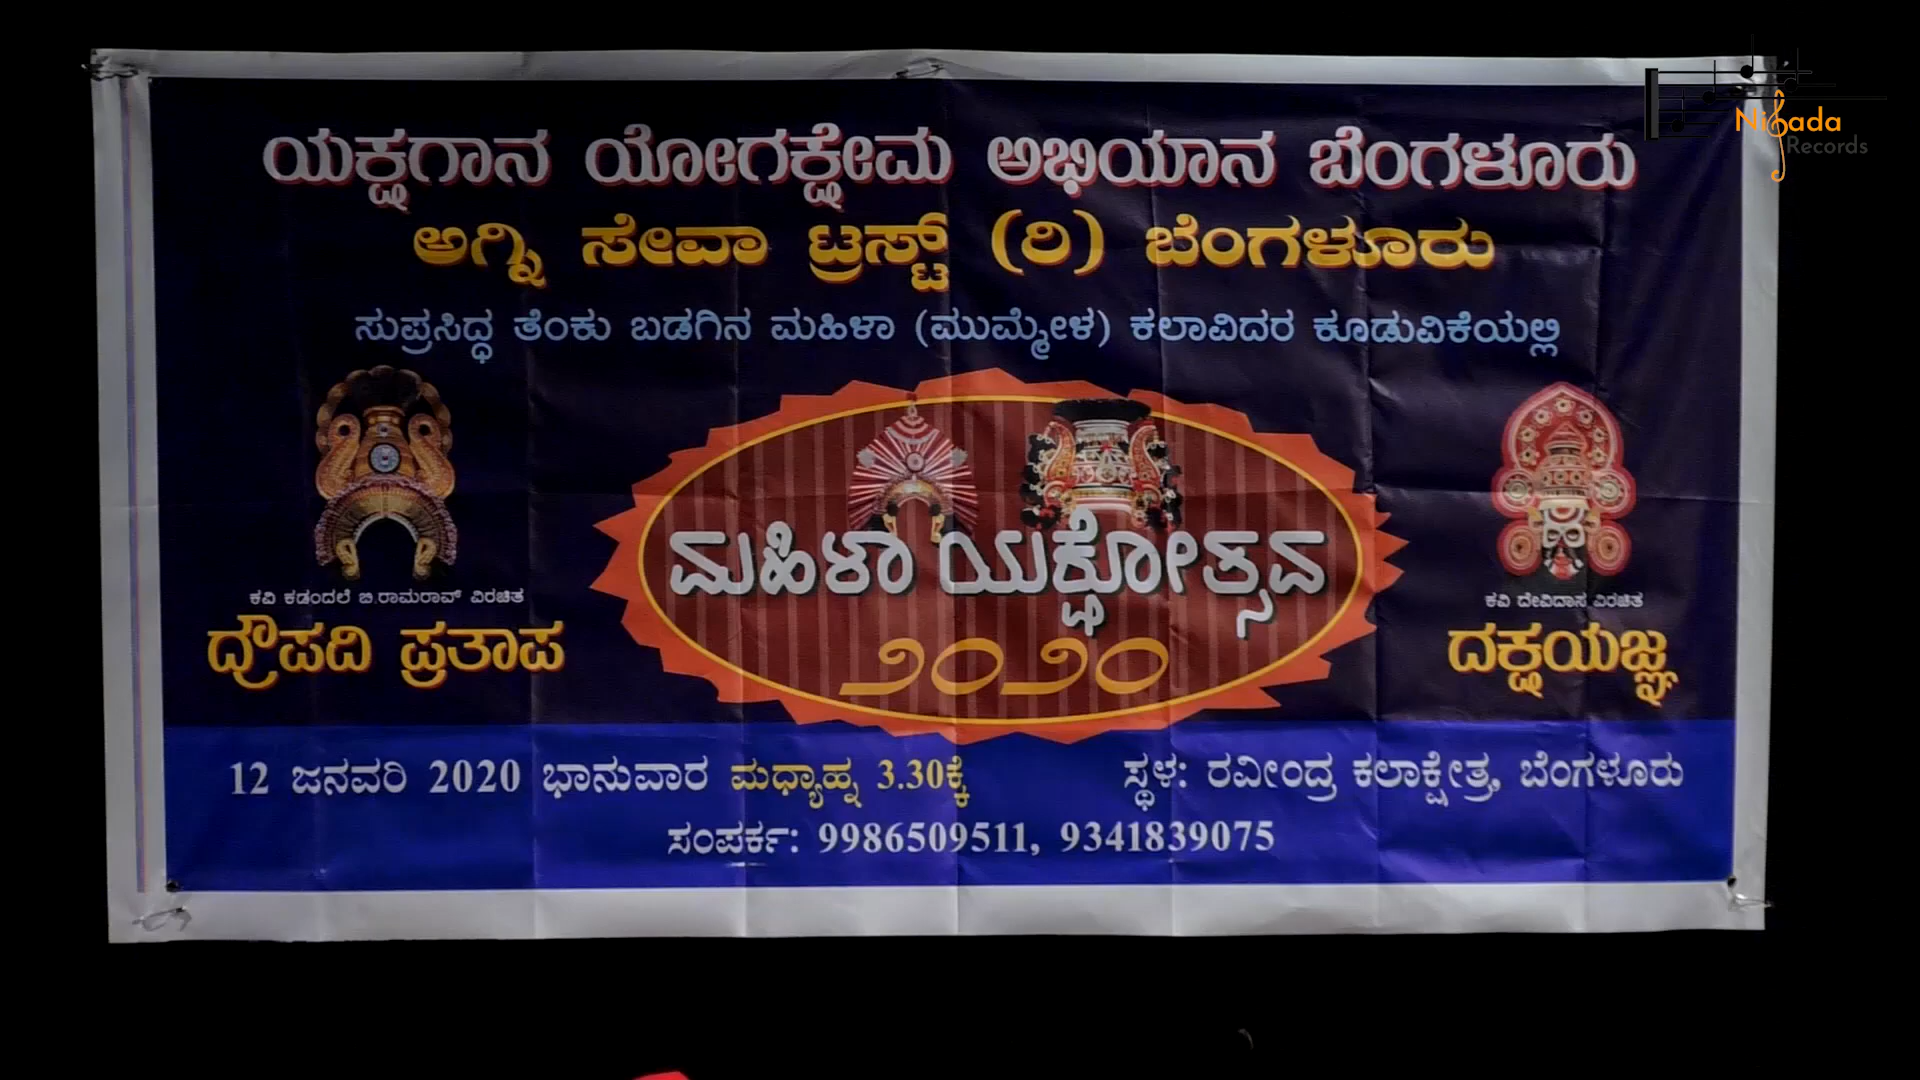 ಯಕ್ಷಗಾನ ಯೋಗಕ್ಷೇಮ ಅಭಿಯಾನ ಬೆಂಗಳೂರು
ಅಗ್ನಿ ಸೇವಾ ಟ್ರಸ್ಟ್ (ರಿ) ಬೆಂಗಳೂರು
ಸುಪ್ರಸಿದ್ಧ ತೆಂಕು ಬಡಗಿನ ಮಹಿಳಾ (ಮುಮ್ಮೇಳ) ಕಲಾವಿದರ ಕೂಡುವಿಕೆಯಲ್ಲಿ
ಮಹಿಳಾ ಯಕ್ಷೋತ್ಸವ
೨೦೨೦
ಕವಿ ಕಡಂದಲೆ ಬಿ.ರಾಮರಾವ್ ವಿರಚಿತ
ದ್ರೌಪದಿ ಪ್ರತಾಪ
ಕವಿ ದೇವಿದಾಸ ವಿರಚಿತ
ದಕ್ಷಯಜ್ಞ
12 ಜನವರಿ 2020 ಭಾನುವಾರ ಮಧ್ಯಾಹ್ನ 3.30ಕ್ಕೆ
ಸ್ಥಳ: ರವೀಂದ್ರ ಕಲಾಕ್ಷೇತ್ರ, ಬೆಂಗಳೂರು
ಸಂಪರ್ಕ: 9986509511, 9341839075
Nigada
Records